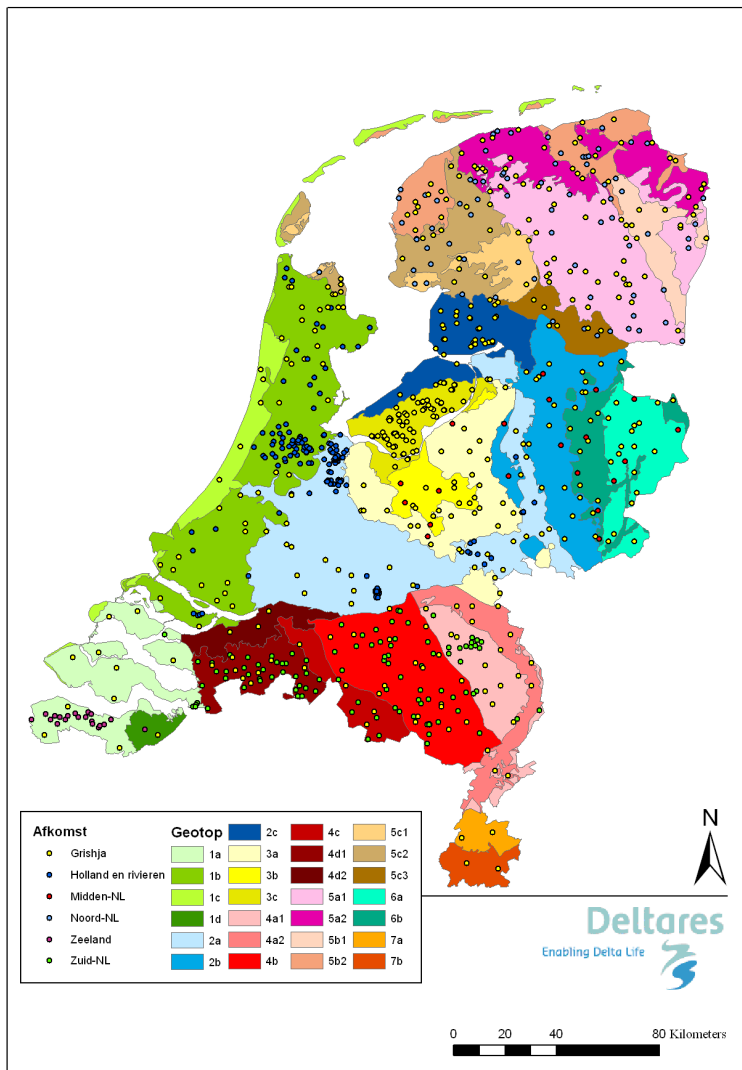 N
Afkomst
Grishja
Holland en rivieren
Midden-NL
Noord-NL
Zeeland
Zuid-NL
Geotop
1a
1b
1c
1d
2a
2b
2c
3a
3b
3c
4a1
4a2
4b
4c
4d1
4d2
5a1
5a2
5b1
5b2
5c1
5c2
5c3
6a
6b
7a
7b
Deltares
Enabling Delta Life
0 20 40 80 Kilometers